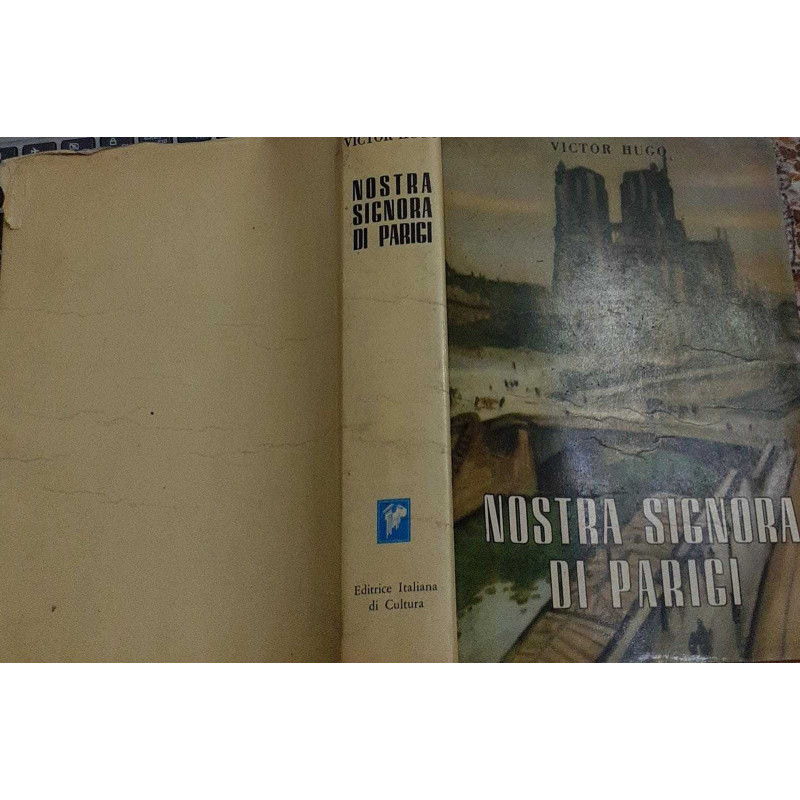 VICTOR HUGO
NOSTRA
SIGNORA
DI PARIGI
Editrice Italiana
di Cultura
VICTOR HUGO
NOSTRA SIGNORA
DI PARIGI